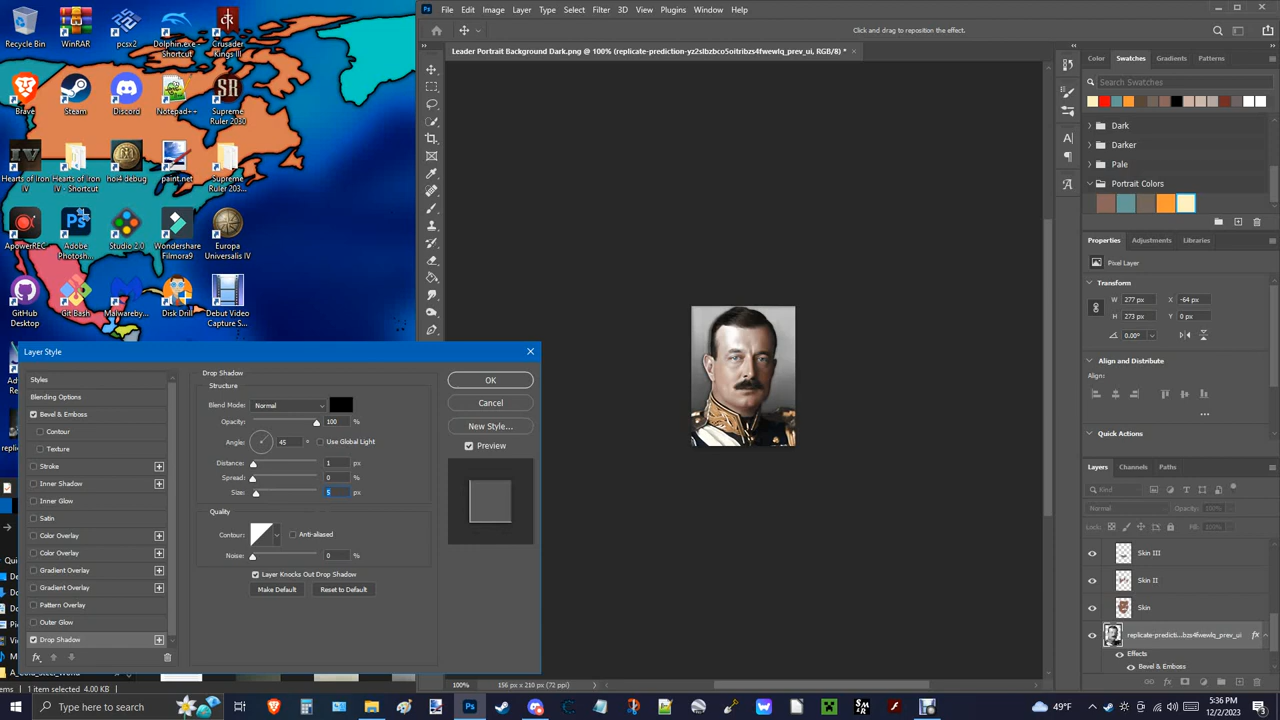 Recycle Bin
WinRAR
pcsx2
Dolphin.exe - Shortcut
Crusader Kings III
Brave
Steam
Discord
Notepad++
Supreme Ruler 2030
Hearts of Iron IV
Hearts of Iron IV - Shortcut
hoi4 debug
paint.net
Supreme Ruler 203...
ApowerREC
Adobe Photosh...
Studio 2.0
Wondershare Filmora9
Europa Universalis IV
GitHub Desktop
Git Bash
Malwareby...
Disk Drill
Debut Video Capture S...
File Edit Image Layer Type Select Filter 3D View Plugins Window Help
Click and drag to reposition the effect.
Leader Portrait Background Dark.png @ 100% (replicate-prediction-yz2slbzbco5oitribzs4fwewlq_prev_ui, RGB/8) *
Color Swatches Gradients Patterns
Search Swatches
Dark
Darker
Pale
Portrait Colors
Properties Adjustments Libraries
Pixel Layer
Transform
W 277 px X -64 px
H 273 px Y 0 px
0.00°
Align and Distribute
Align:
Quick Actions
Layers Channels Paths
Kind
Normal Opacity: 100%
Lock: Fill: 100%
Skin III
Skin II
Skin
replicate-predicti...bzs4fwewlq_prev_ui fx
Effects
Bevel & Emboss
Layer Style
Styles
Blending Options
Bevel & Emboss
Contour
Texture
Stroke
Inner Shadow
Inner Glow
Satin
Color Overlay
Color Overlay
Gradient Overlay
Gradient Overlay
Pattern Overlay
Outer Glow
Drop Shadow
fx
Drop Shadow
Structure
Blend Mode: Normal
Opacity: 100 %
Angle: 45 ° Use Global Light
Distance: 1 px
Spread: 0 %
Size: 5 px
Quality
Contour: Anti-aliased
Noise: 0 %
Layer Knocks Out Drop Shadow
Make Default Reset to Default
OK
Cancel
New Style...
Preview
1 item selected 4.00 KB
100% 156 px x 210 px (72 ppi)
5:36 PM
12/2/2023